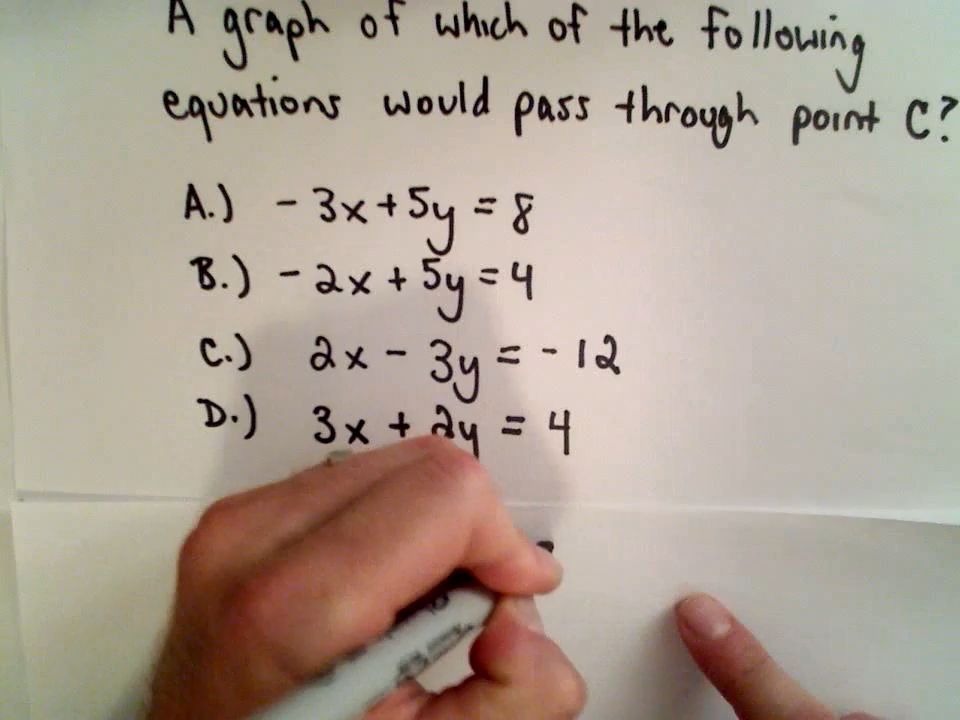 A graph of which of the following
equations would pass through point C?
A.) -3x+5y=8
B.) -2x+5y=4
C.) 2x-3y=-12
D.) 3x+2y=4